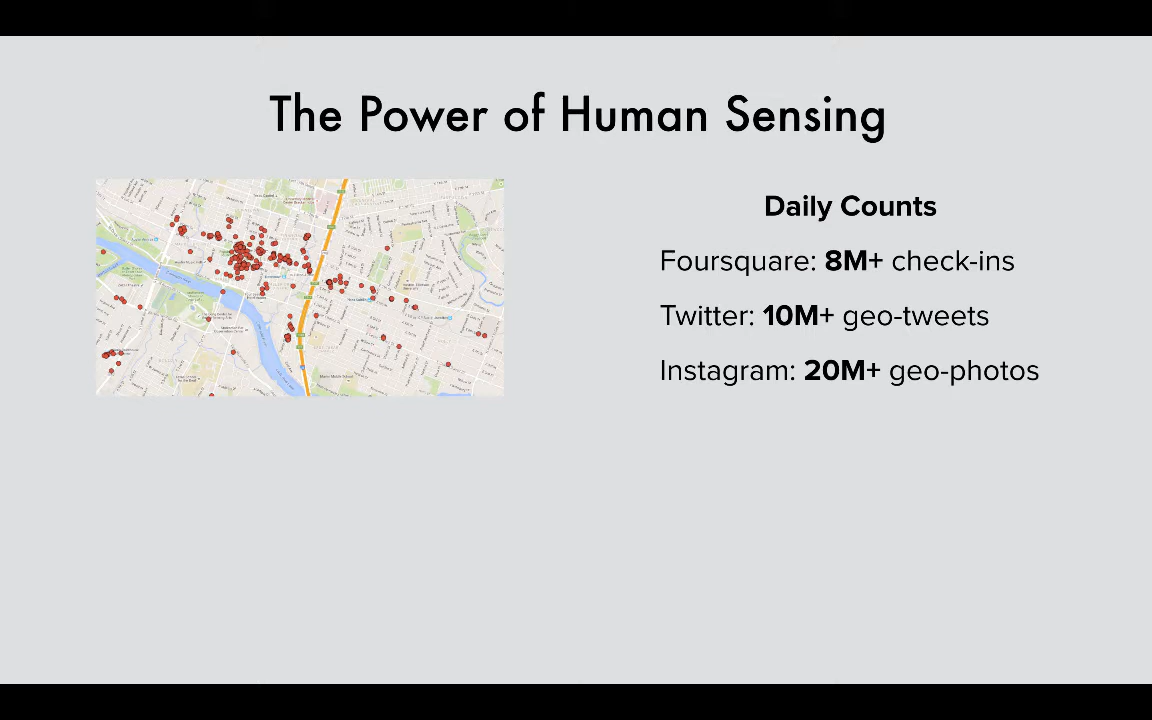 The Power of Human Sensing
Daily Counts
Foursquare: 8M+ check-ins
Twitter: 10M+ geo-tweets
Instagram: 20M+ geo-photos